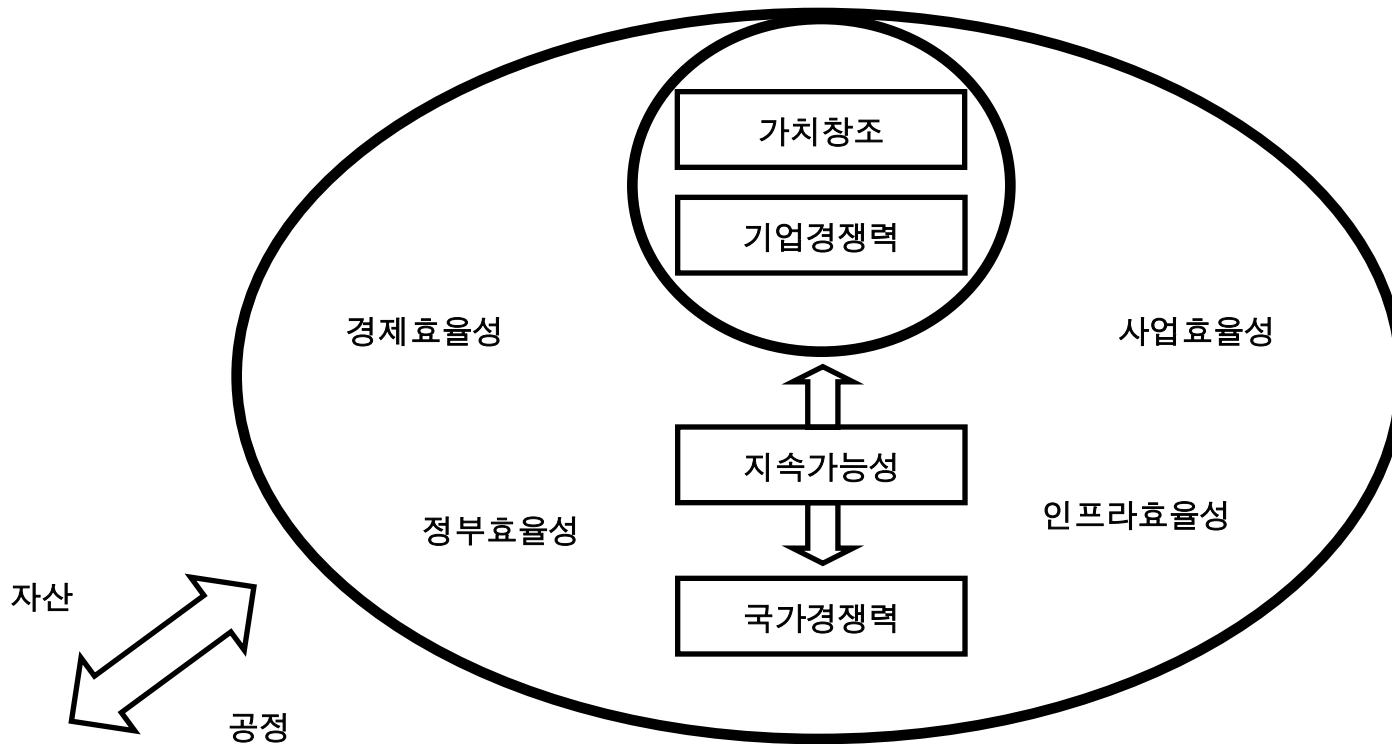 가치창조
기업경쟁력
경제효율성
사업효율성
지속가능성
정부효율성
인프라효율성
자산
국가경쟁력
공정